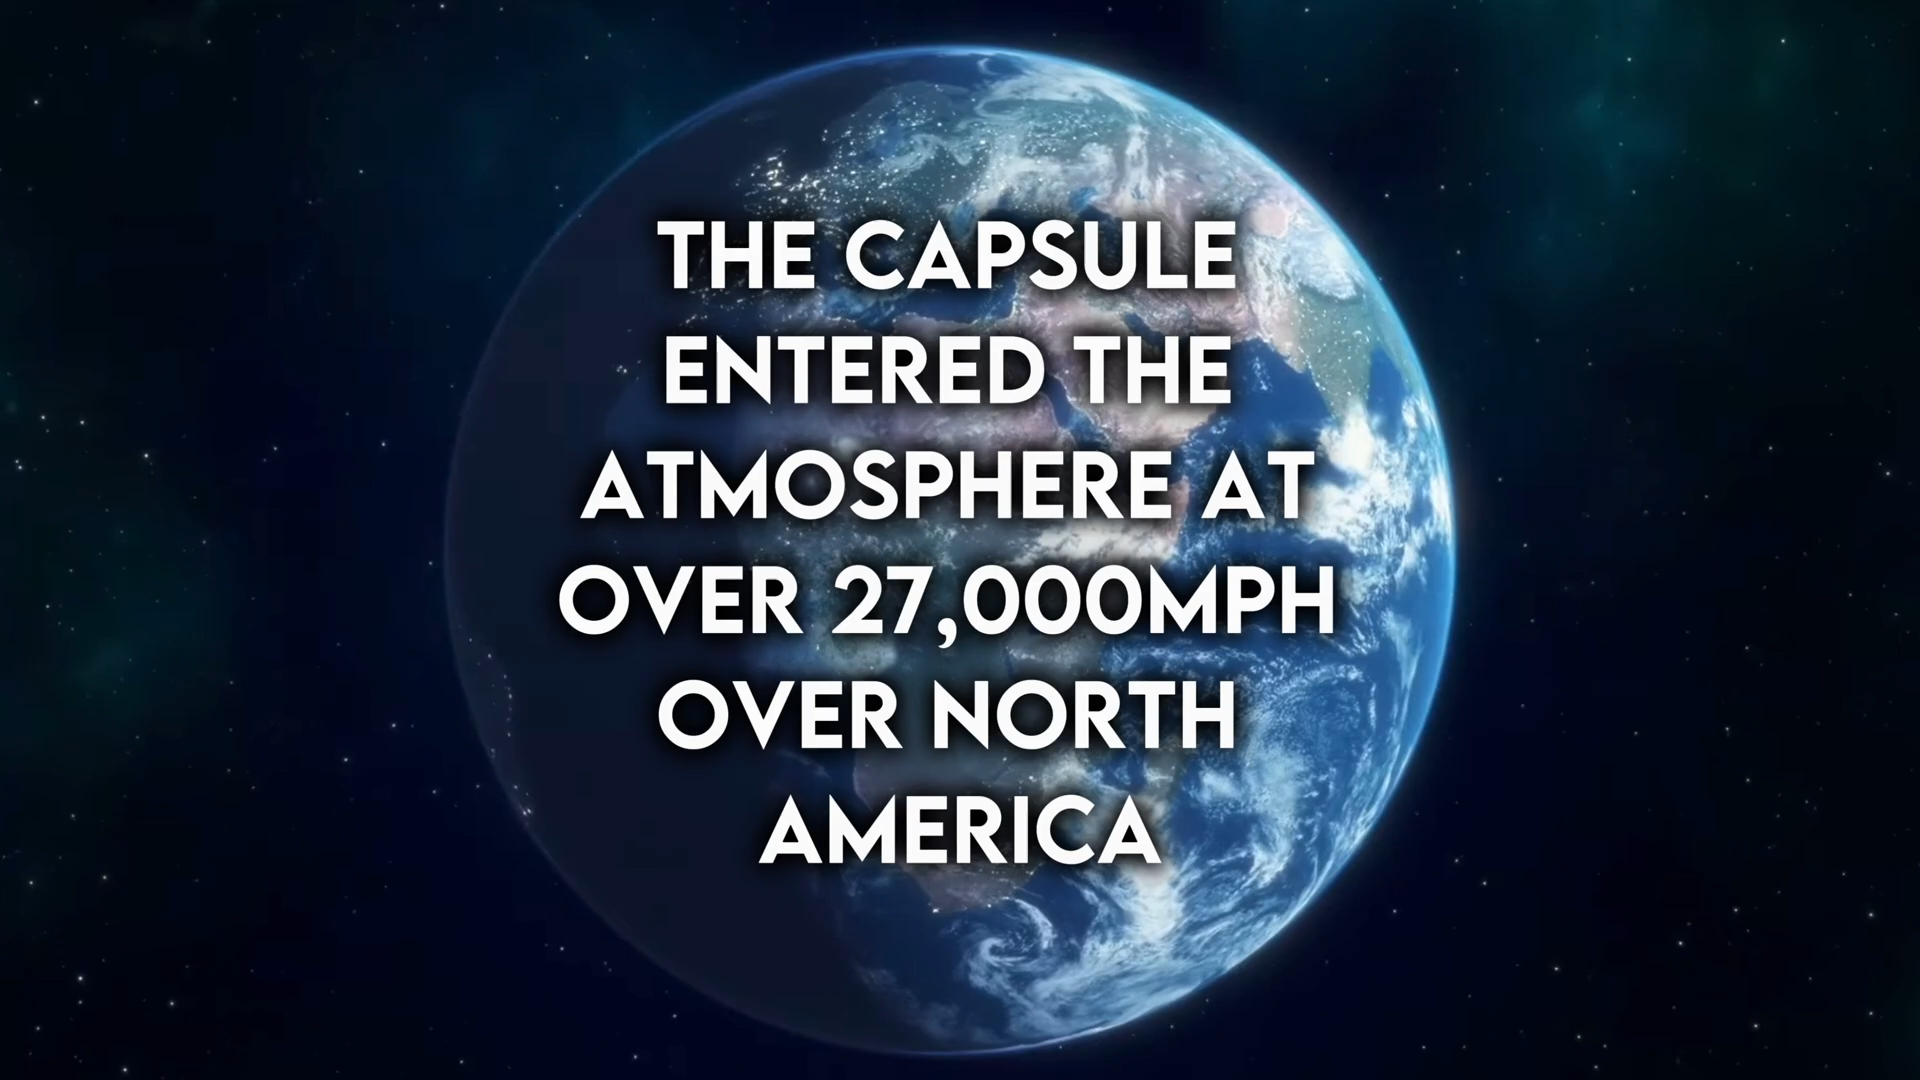 THE CAPSULE
ENTERED THE
ATMOSPHERE AT
OVER 27,000MPH
OVER NORTH
AMERICA